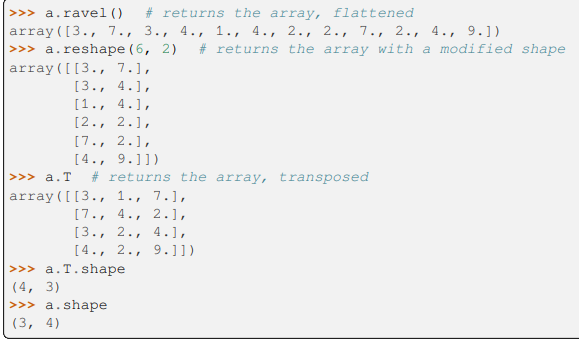 >>> a.ravel()  # returns the array, flattened
array([3., 7., 3., 4., 1., 4., 2., 2., 7., 2., 4., 9.])
>>> a.reshape(6, 2)  # returns the array with a modified shape
array([[3., 7.],
       [3., 4.],
       [1., 4.],
       [2., 2.],
       [7., 2.],
       [4., 9.]])
>>> a.T  # returns the array, transposed
array([[3., 1., 7.],
       [7., 4., 2.],
       [3., 2., 4.],
       [4., 2., 9.]])
>>> a.T.shape
(4, 3)
>>> a.shape
(3, 4)